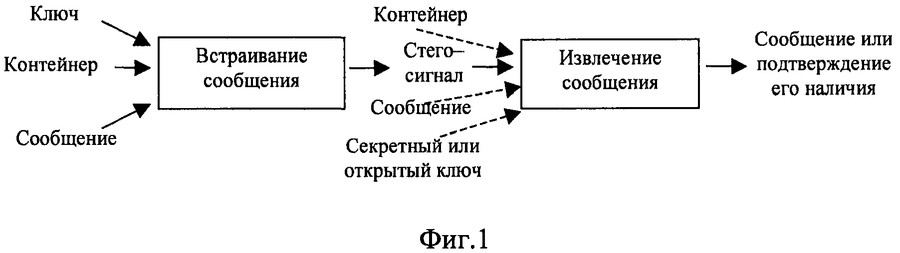 Ключ
Контейнер
Сообщение
Встраивание
сообщения
Контейнер
Стего–
сигнал
Сообщение
Секретный или
открытый ключ
Извлечение
сообщения
Сообщение или
подтверждение
его наличия
Фиг.1